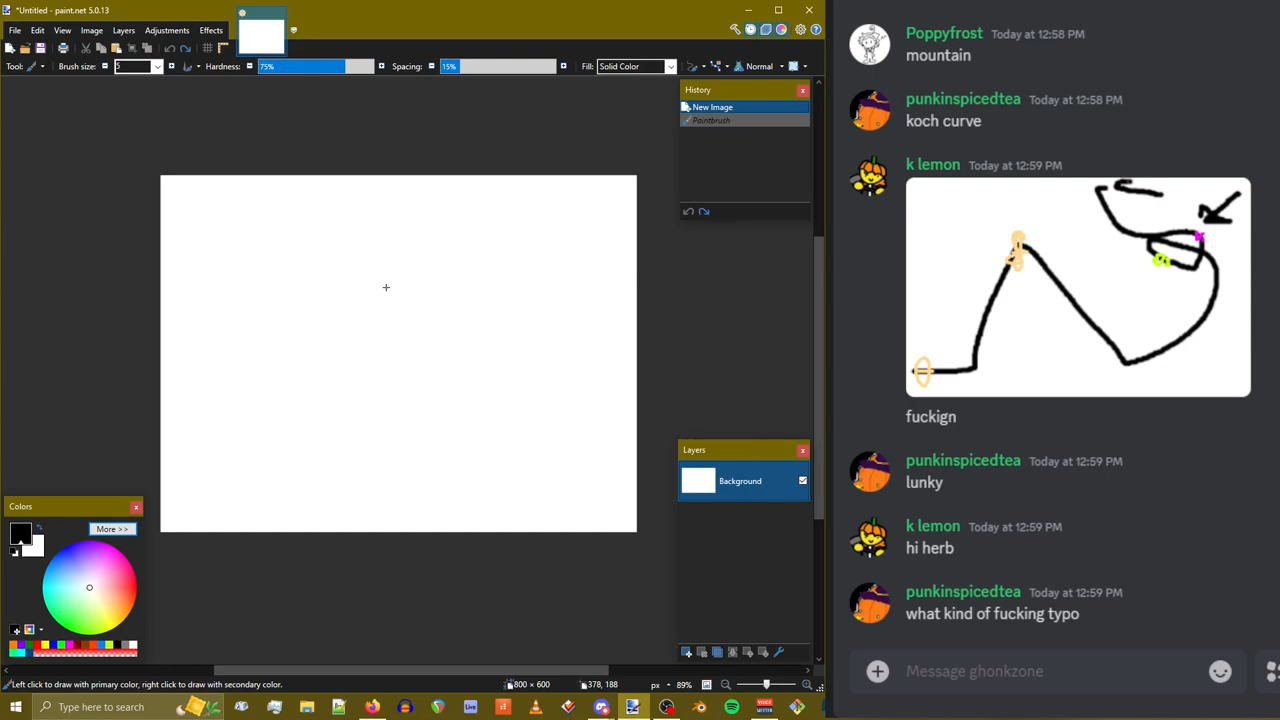 *Untitled - paint.net 5.0.13
File Edit View Image Layers Adjustments Effects
Tool: Brush size: 5 Hardness: 75% Spacing: 15% Fill: Solid Color Normal
History
New Image
Paintbrush
Layers
Background
Colors
More >>
Left click to draw with primary color, right click to draw with secondary color.
800 × 600
378, 188
px
89%
Type here to search
Live
Poppyfrost Today at 12:58 PM
mountain
punkinspicedtea Today at 12:58 PM
koch curve
k lemon Today at 12:59 PM
fuckign
punkinspicedtea Today at 12:59 PM
lunky
k lemon Today at 12:59 PM
hi herb
punkinspicedtea Today at 12:59 PM
what kind of fucking typo
Message ghonkzone